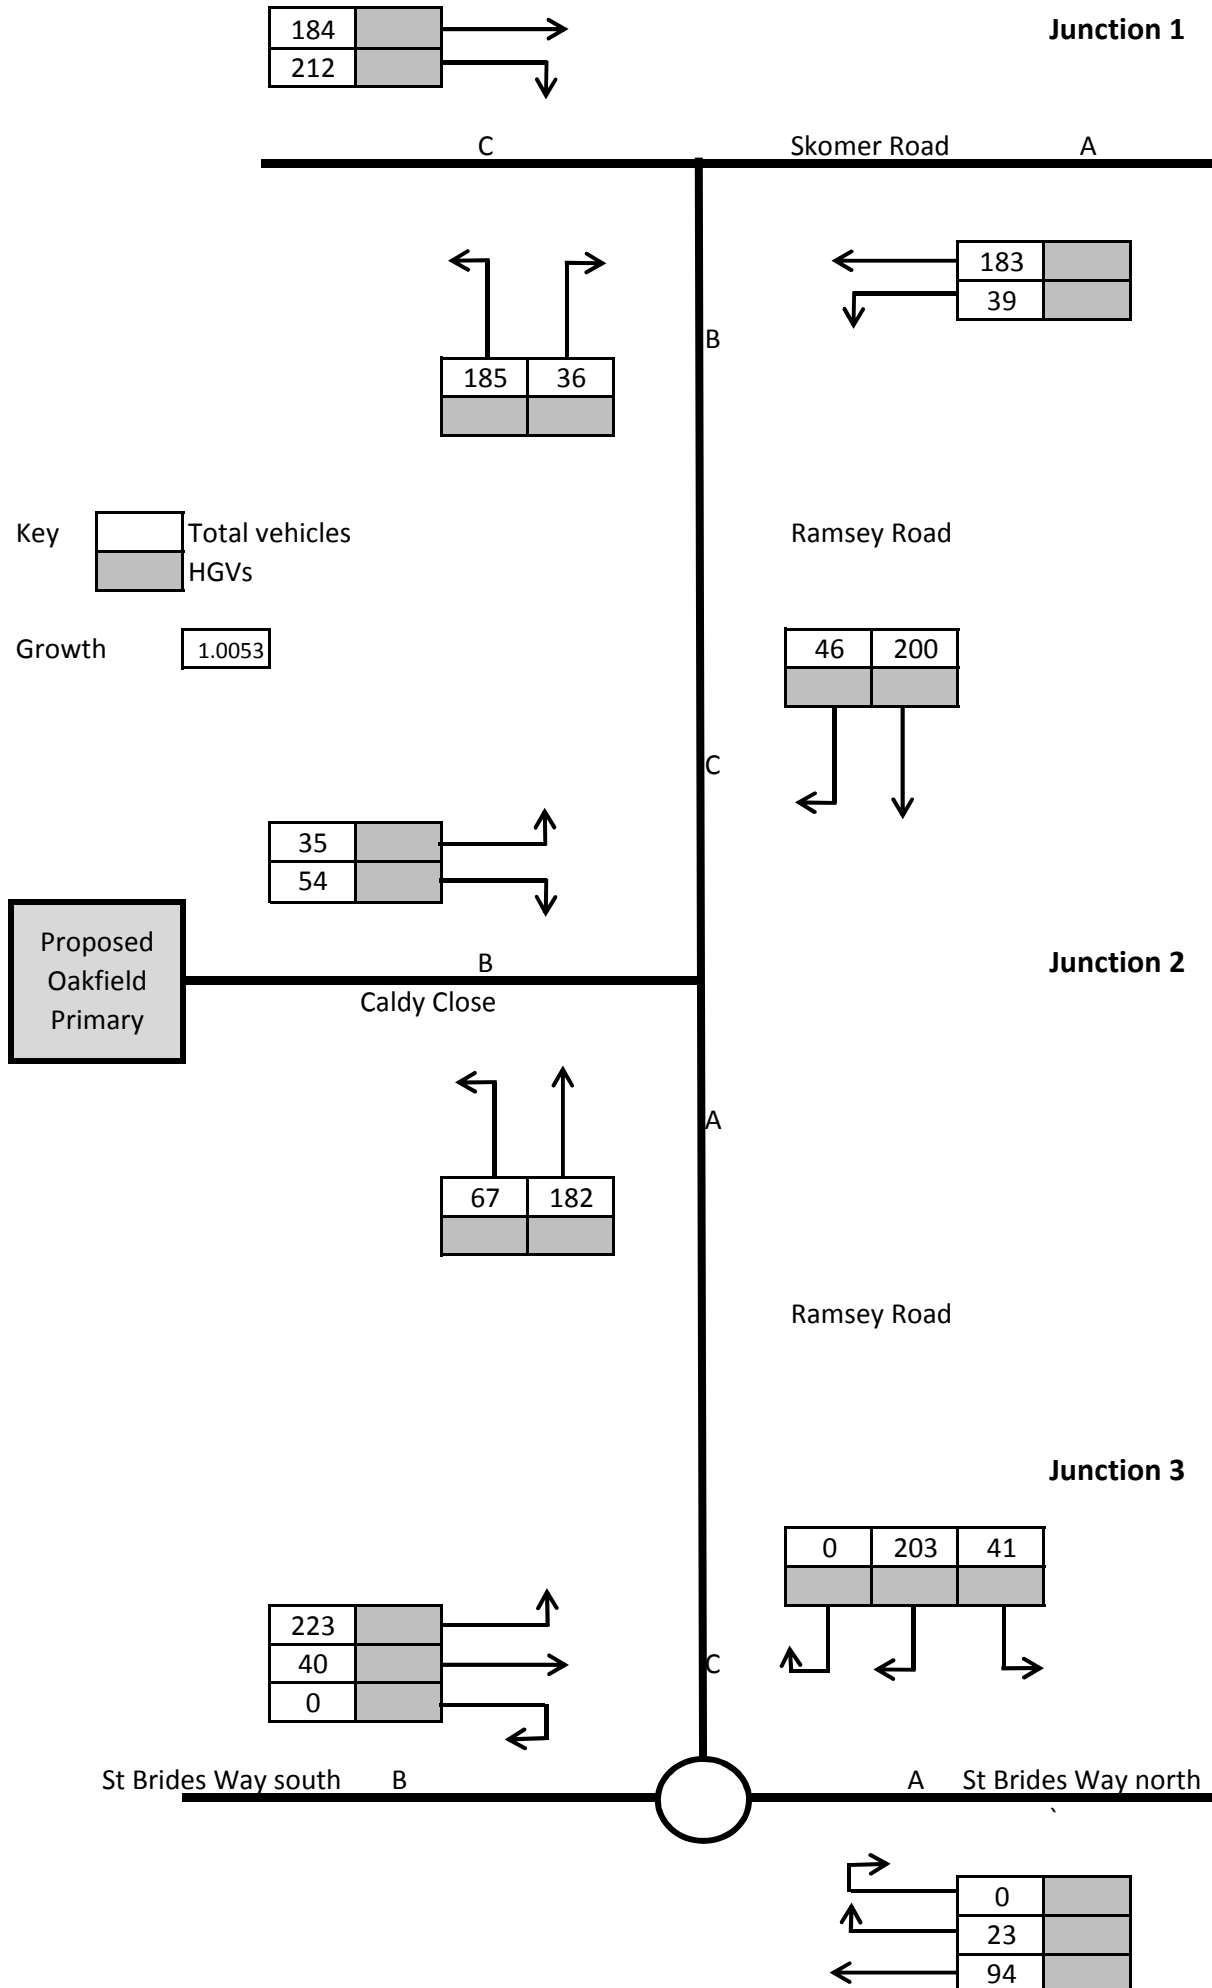 184
Junction 1
212
C Skomer Road A
183
39
B
185 36
Key Total vehicles
HGVs
Ramsey Road
Growth 1.0053
46 200
C
35
54
Proposed
Oakfield
Primary
B
Junction 2
Caldy Close
A
67 182
Ramsey Road
Junction 3
0 203 41
223
40
0
C
St Brides Way south B A St Brides Way north
`
0
23
94